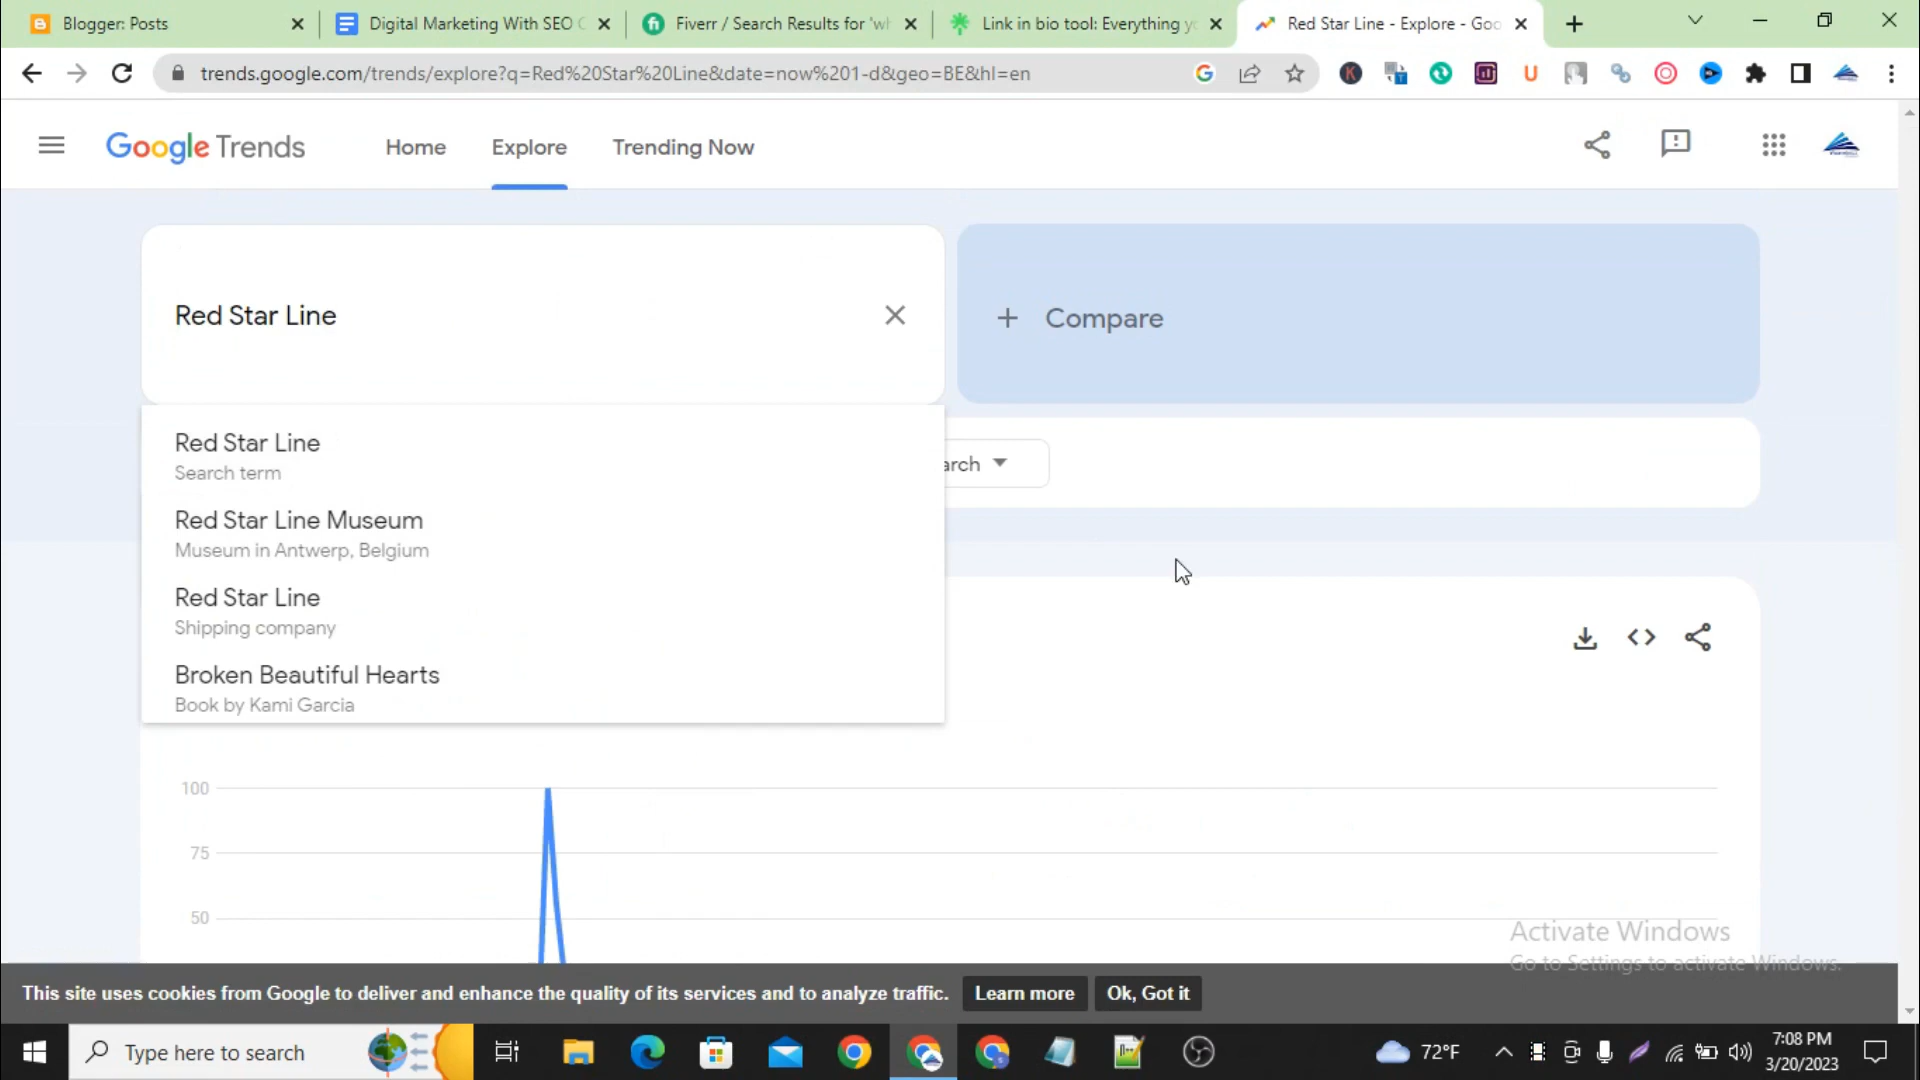 Blogger: Posts
Digital Marketing With SEO
Fiverr / Search Results for 'wh
Link in bio tool: Everything yo
Red Star Line - Explore - Goo
trends.google.com/trends/explore?q=Red%20Star%20Line&date=now%201-d&geo=BE&hl=en
Google Trends
Home
Explore
Trending Now
Red Star Line
+ Compare
Red Star Line
Search term
arch
Red Star Line Museum
Museum in Antwerp, Belgium
Red Star Line
Shipping company
Broken Beautiful Hearts
Book by Kami Garcia
100
75
50
Activate Windows
Go to Settings to activate Windows.
This site uses cookies from Google to deliver and enhance the quality of its services and to analyze traffic.
Learn more
Ok, Got it
Type here to search
72°F
7:08 PM
3/20/2023